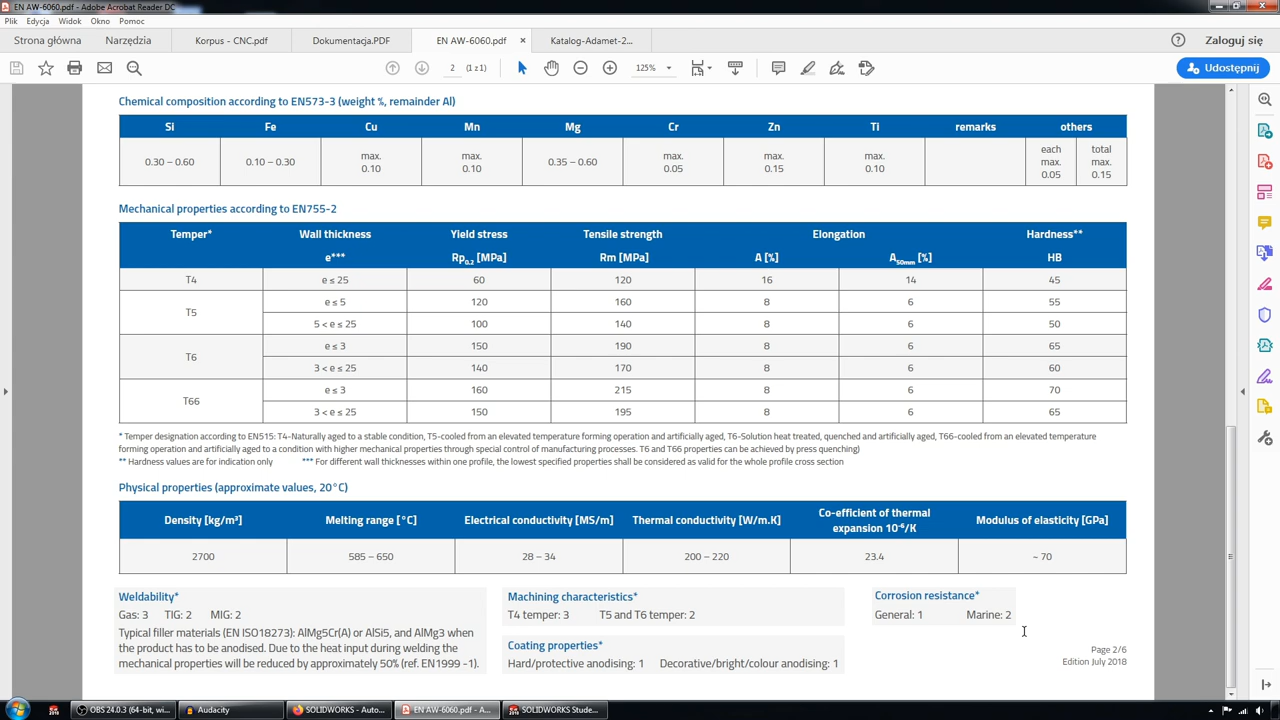 EN AW-6060.pdf - Adobe Acrobat Reader DC
Plik Edycja Widok Okno Pomoc
Strona główna Narzędzia Korpus - CNC.pdf Dokumentacja.PDF EN AW-6060.pdf × Katalog-Adamet-2... Zaloguj się
2 (1 z 1) 125% Udostępnij
Chemical composition according to EN573-3 (weight %, remainder Al)
Si Fe Cu Mn Mg Cr Zn Ti remarks others
0.30 – 0.60 0.10 – 0.30 max. 0.10 max. 0.10 0.35 – 0.60 max. 0.05 max. 0.15 max. 0.10 each max. 0.05 total max. 0.15
Mechanical properties according to EN755-2
Temper* Wall thickness Yield stress Tensile strength Elongation Hardness**
e*** Rp0.2 [MPa] Rm [MPa] A [%] A50mm [%] HB
T4 e ≤ 25 60 120 16 14 45
T5 e ≤ 5 120 160 8 6 55
5 < e ≤ 25 100 140 8 6 50
T6 e ≤ 3 150 190 8 6 65
3 < e ≤ 25 140 170 8 6 60
T66 e ≤ 3 160 215 8 6 70
3 < e ≤ 25 150 195 8 6 65
* Temper designation according to EN515: T4-Naturally aged to a stable condition, T5-cooled from an elevated temperature forming operation and artificially aged, T6-Solution heat treated, quenched and artificially aged, T66-cooled from an elevated temperature
forming operation and artificially aged to a condition with higher mechanical properties through special control of manufacturing processes. T6 and T66 properties can be achieved by press quenching)
** Hardness values are for indication only *** For different wall thicknesses within one profile, the lowest specified properties shall be considered as valid for the whole profile cross section
Physical properties (approximate values, 20°C)
Density [kg/m³] Melting range [°C] Electrical conductivity [MS/m] Thermal conductivity [W/m.K] Co-efficient of thermal expansion 10⁻⁶/K Modulus of elasticity [GPa]
2700 585 – 650 28 – 34 200 – 220 23.4 ~ 70
Weldability*
Gas: 3 TIG: 2 MIG: 2
Typical filler materials (EN ISO18273): AlMg5Cr(A) or AlSi5, and AlMg3 when
the product has to be anodised. Due to the heat input during welding the
mechanical properties will be reduced by approximately 50% (ref. EN1999 -1).
Machining characteristics*
T4 temper: 3 T5 and T6 temper: 2
Coating properties*
Hard/protective anodising: 1 Decorative/bright/colour anodising: 1
Corrosion resistance*
General: 1 Marine: 2
Page 2/6
Edition July 2018
OBS 24.0.3 (64-bit, wi... Audacity SOLIDWORKS - Auto... EN AW-6060.pdf - A... SOLIDWORKS Stude...